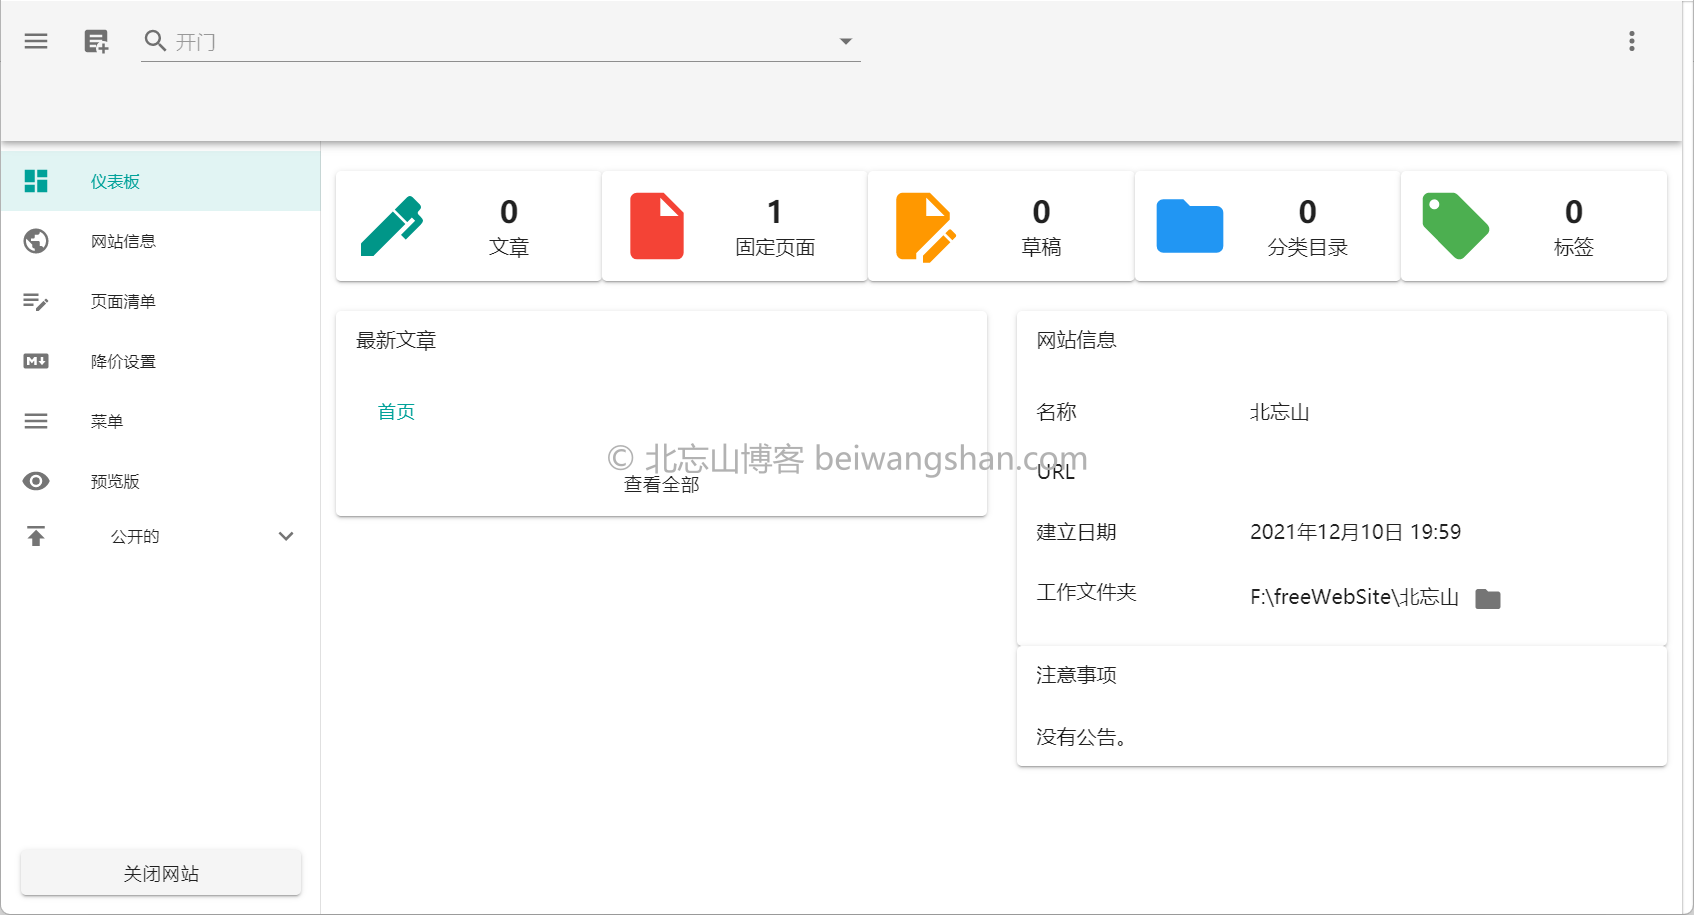 开门
仪表板
网站信息
页面清单
M↓ 降价设置
菜单
预览版
公开的
关闭网站
0
文章
1
固定页面
0
草稿
0
分类目录
0
标签
最新文章
首页
查看全部
© 北忘山博客 beiwangshan.com
网站信息
名称 北忘山
URL
建立日期 2021年12月10日 19:59
工作文件夹 F:\freeWebSite\北忘山
注意事项
没有公告。